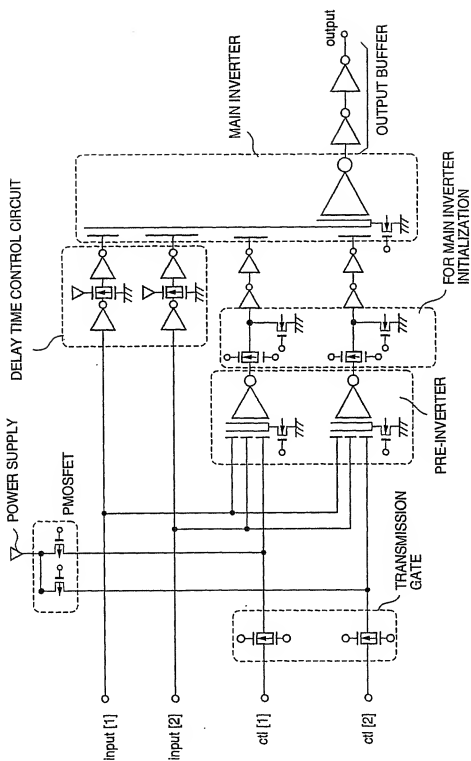 POWER SUPPLY
PMOSFET
DELAY TIME CONTROL CIRCUIT
MAIN INVERTER
output
OUTPUT BUFFER
FOR MAIN INVERTER
INITIALIZATION
PRE-INVERTER
TRANSMISSION
GATE
input [1]
input [2]
ctl [1]
ctl [2]